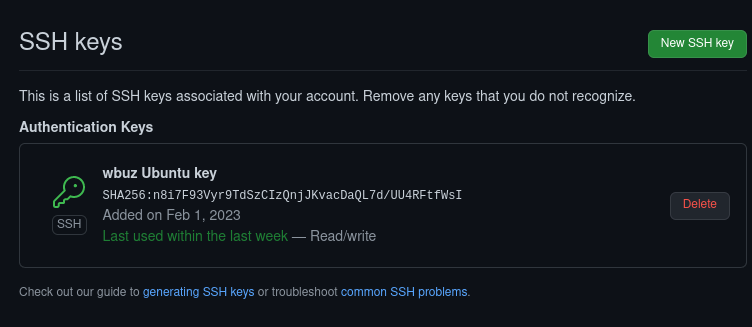 SSH keys
New SSH key
This is a list of SSH keys associated with your account. Remove any keys that you do not recognize.
Authentication Keys
wbuz Ubuntu key
SHA256:n8i7F93Vyr9TdSzCIzQnjJKvacDaQL7d/UU4RFtfWsI
Added on Feb 1, 2023
Last used within the last week — Read/write
SSH
Delete
Check out our guide to generating SSH keys or troubleshoot common SSH problems.